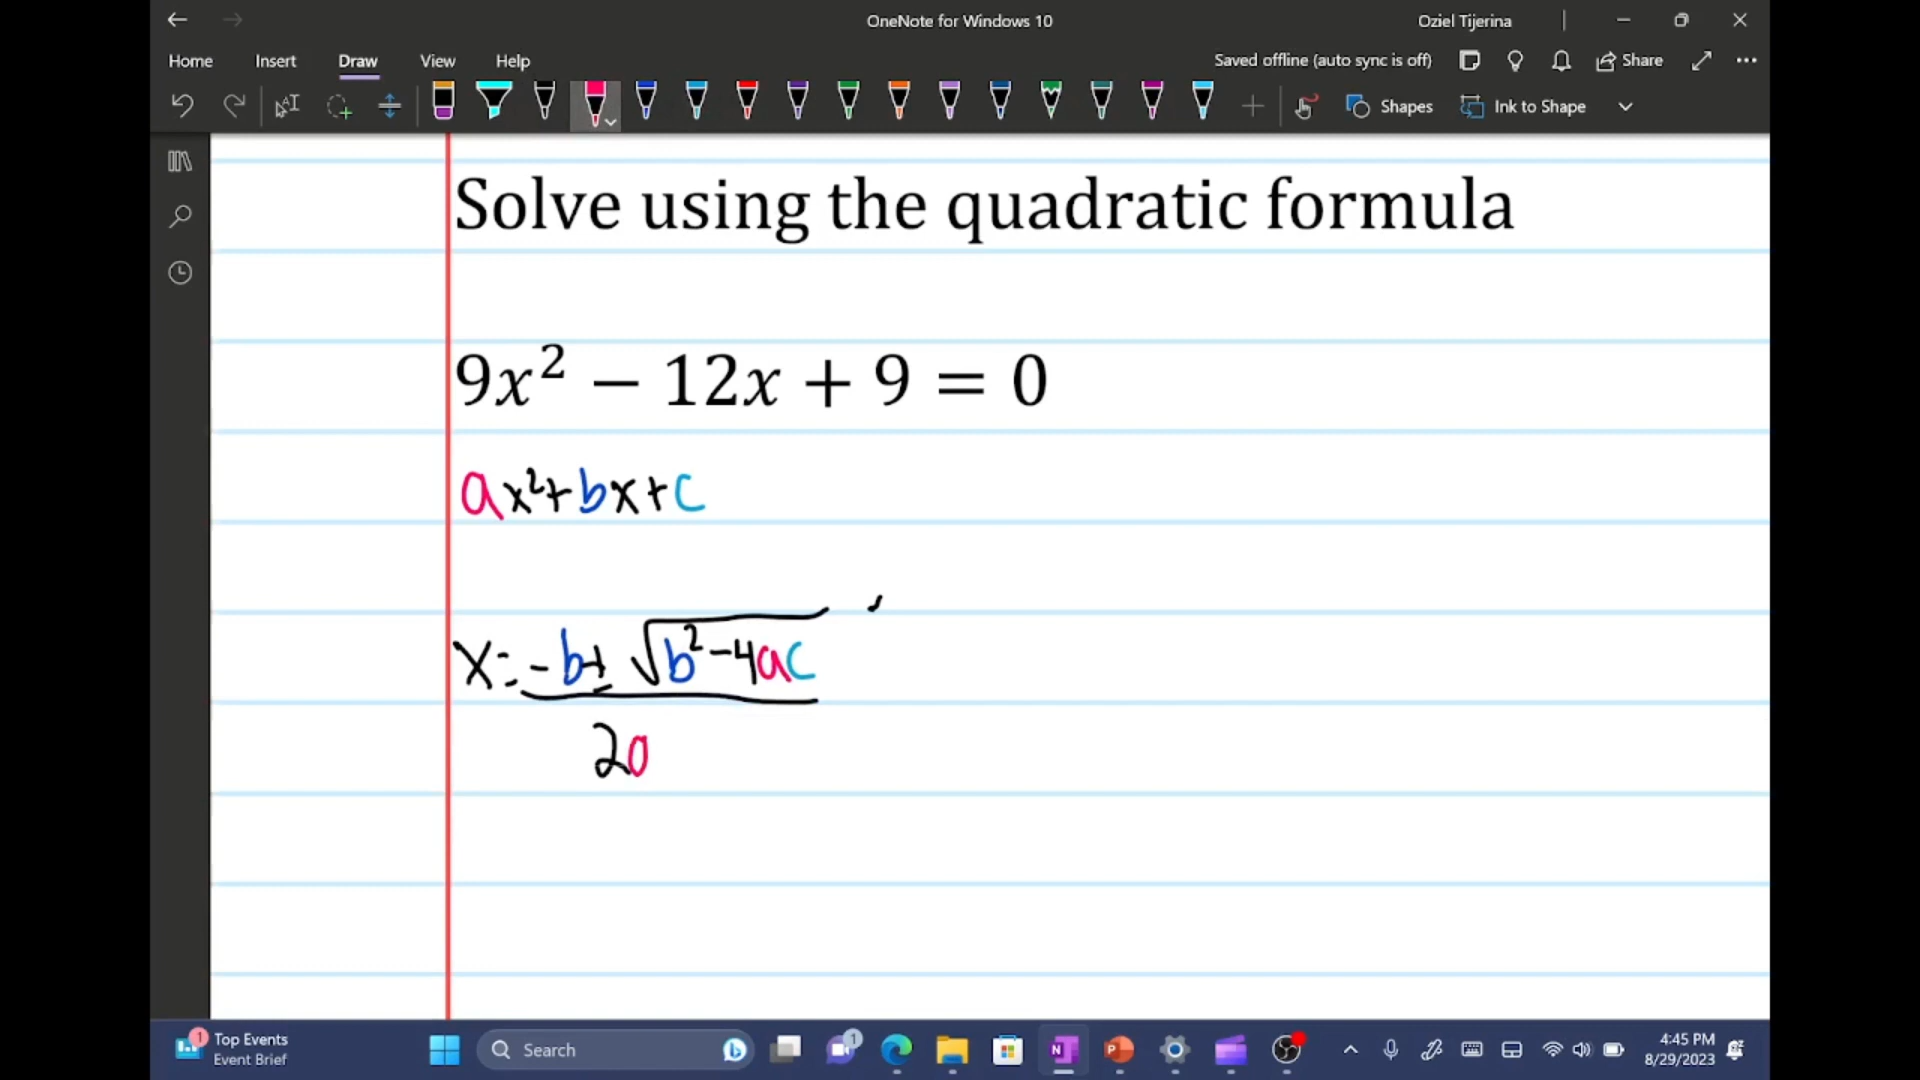 OneNote for Windows 10
Oziel Tijerina
Home Insert Draw View Help
Saved offline (auto sync is off)
Share
Shapes
Ink to Shape
Solve using the quadratic formula
9x² − 12x + 9 = 0
ax²+bx+c
x = -b ± √b²-4ac
2a
1
Top Events
Event Brief
Search
1
4:45 PM
8/29/2023